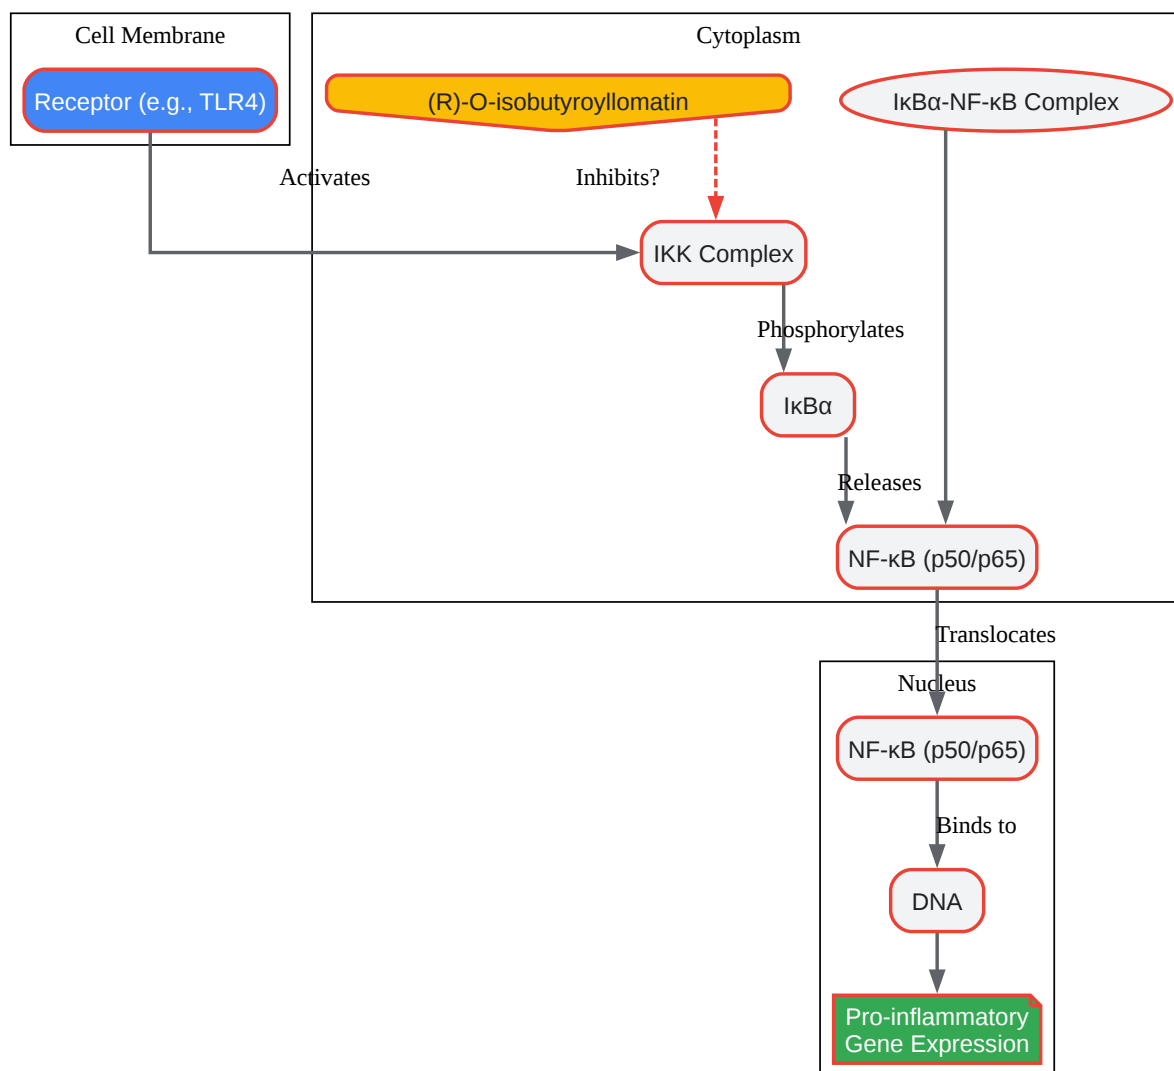 Cell Membrane
Cytoplasm
Receptor (e.g., TLR4)
(R)-O-isobutyroyllomatin
IκBα-NF-κB Complex
Activates
Inhibits?
IKK Complex
Phosphorylates
IκBα
Releases
NF-κB (p50/p65)
Translocates
Nucleus
NF-κB (p50/p65)
Binds to
DNA
Pro-inflammatory
Gene Expression